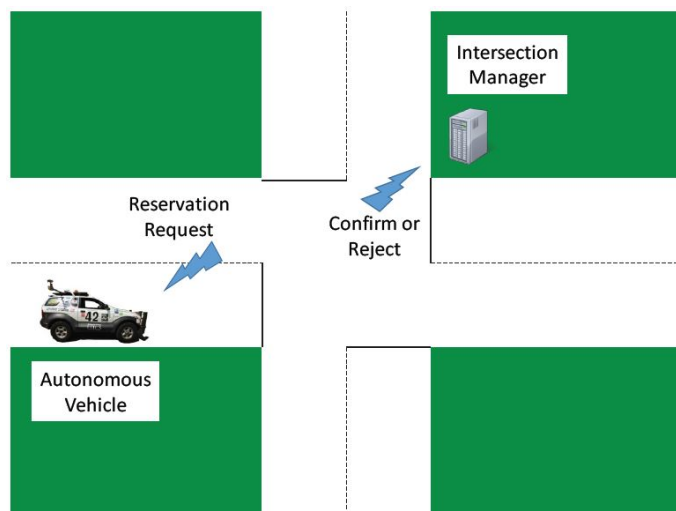 Intersection
Manager
Reservation
Request
Confirm or
Reject
42
Autonomous
Vehicle